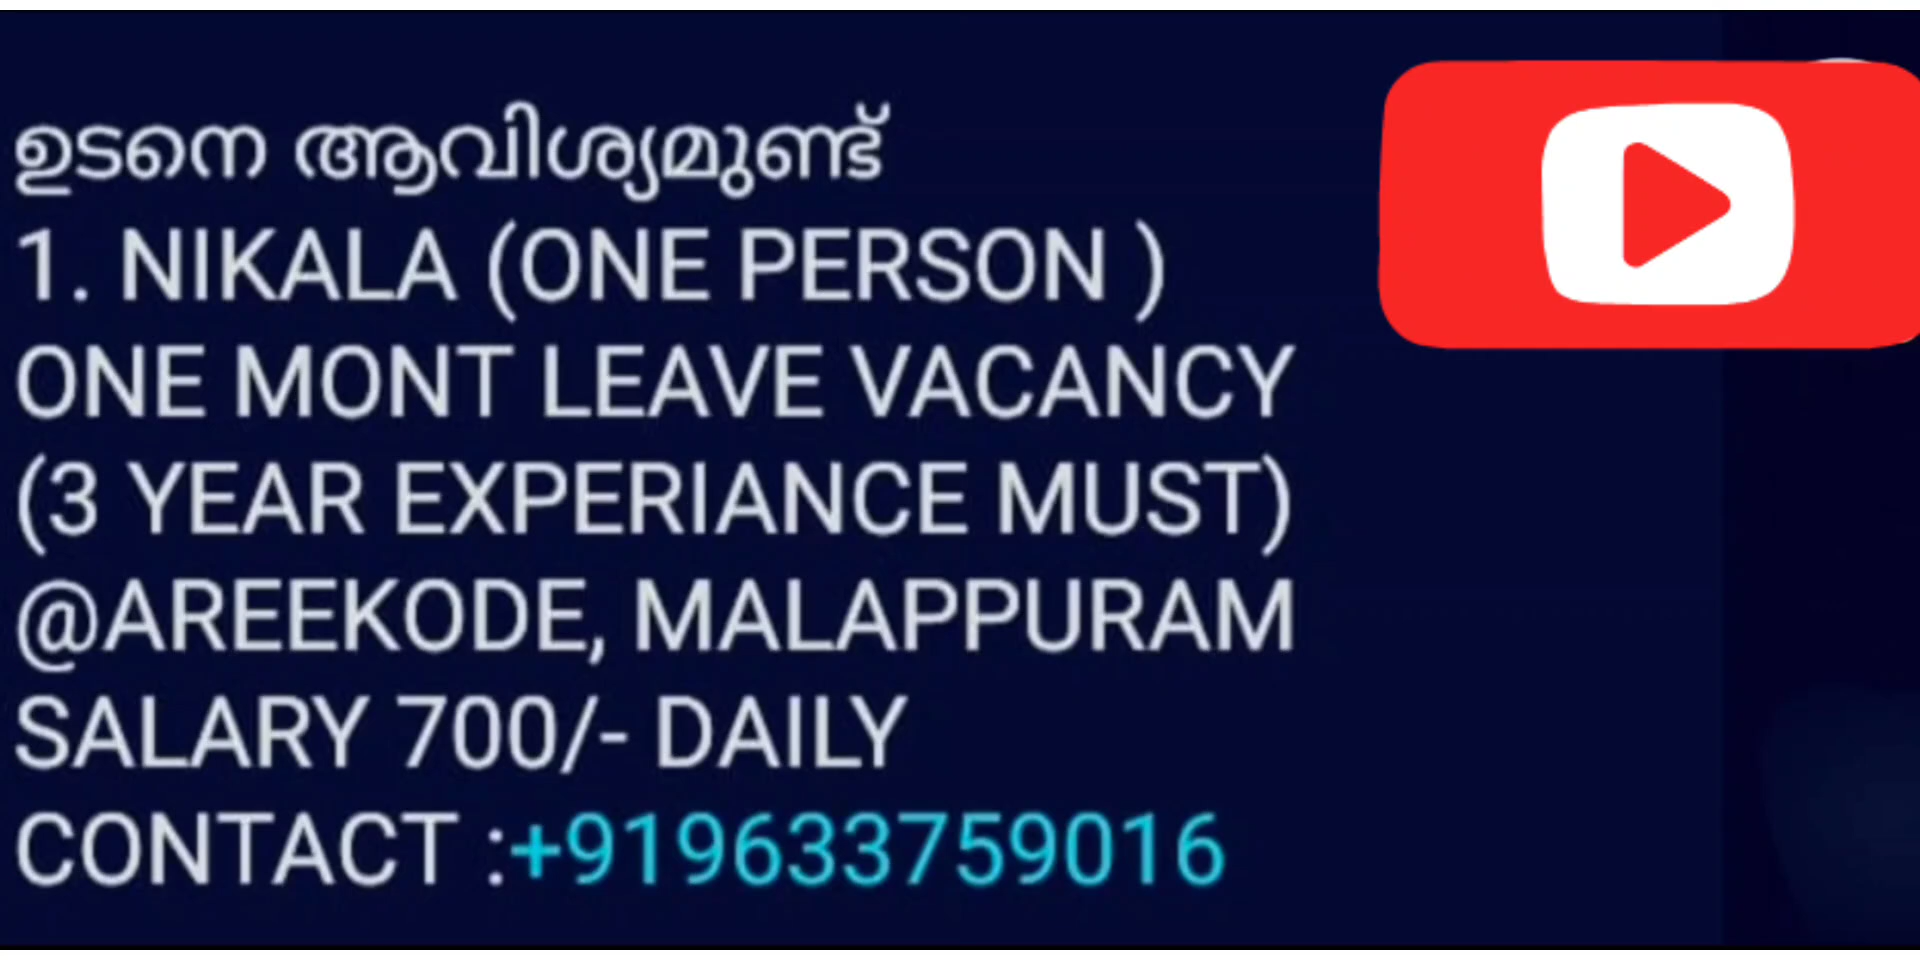 ഉടനെ ആവിശ്യമുണ്ട്
1. NIKALA (ONE PERSON )
ONE MONT LEAVE VACANCY
(3 YEAR EXPERIANCE MUST)
@AREEKODE, MALAPPURAM
SALARY 700/- DAILY
CONTACT :+919633759016